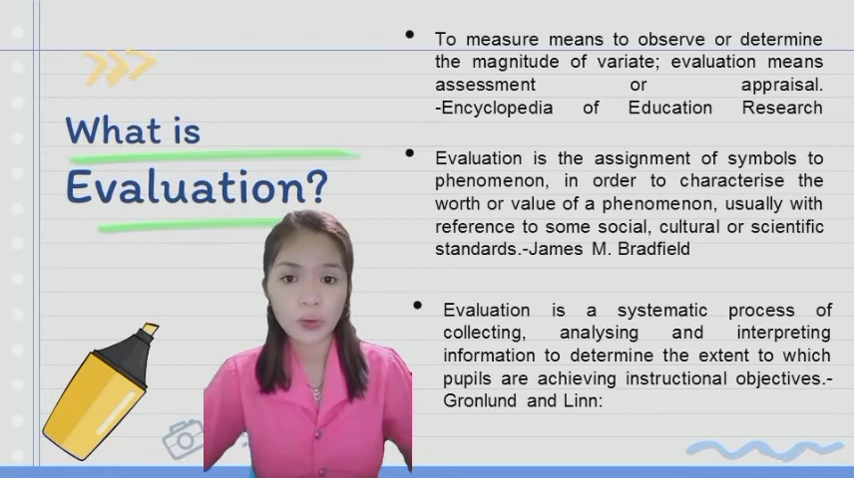 What is
Evaluation?
• To measure means to observe or determine
the magnitude of variate; evaluation means
assessment or appraisal.
-Encyclopedia of Education Research
• Evaluation is the assignment of symbols to
phenomenon, in order to characterise the
worth or value of a phenomenon, usually with
reference to some social, cultural or scientific
standards.-James M. Bradfield
• Evaluation is a systematic process of
collecting, analysing and interpreting
information to determine the extent to which
pupils are achieving instructional objectives.-
Gronlund and Linn: